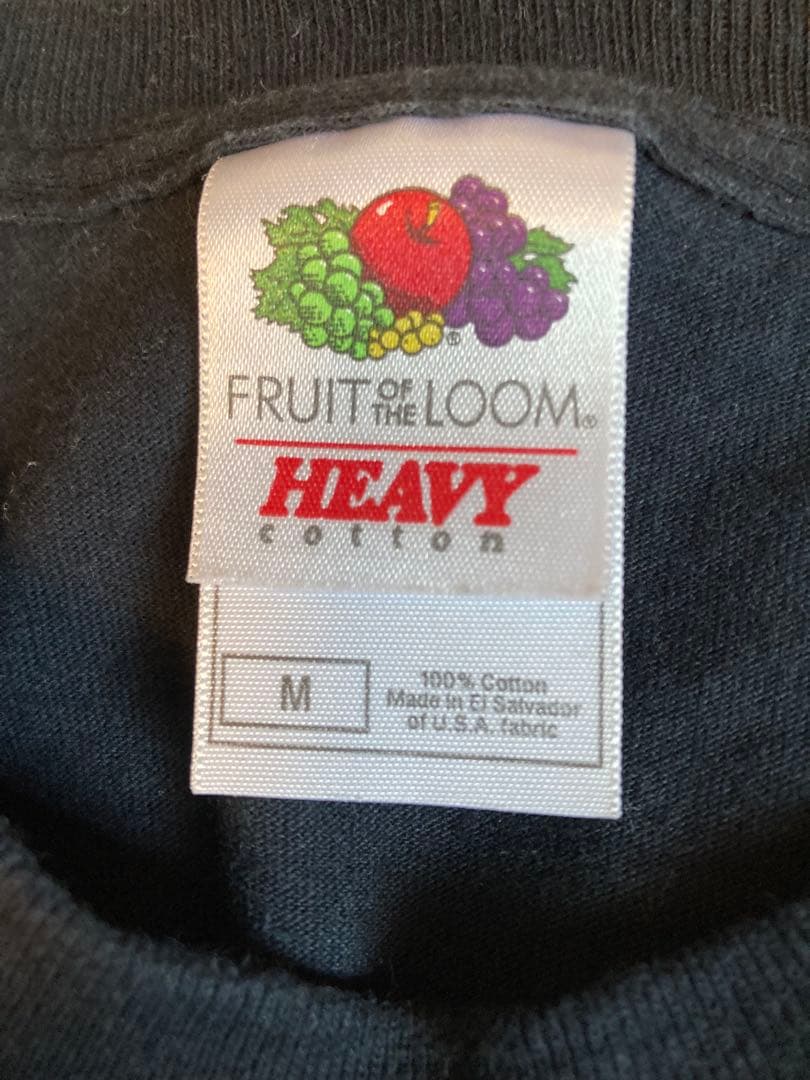 ®
FRUIT OF THE LOOM®
HEAVY
cotton
M
100% Cotton
Made in El Salvador
of U.S.A. fabric